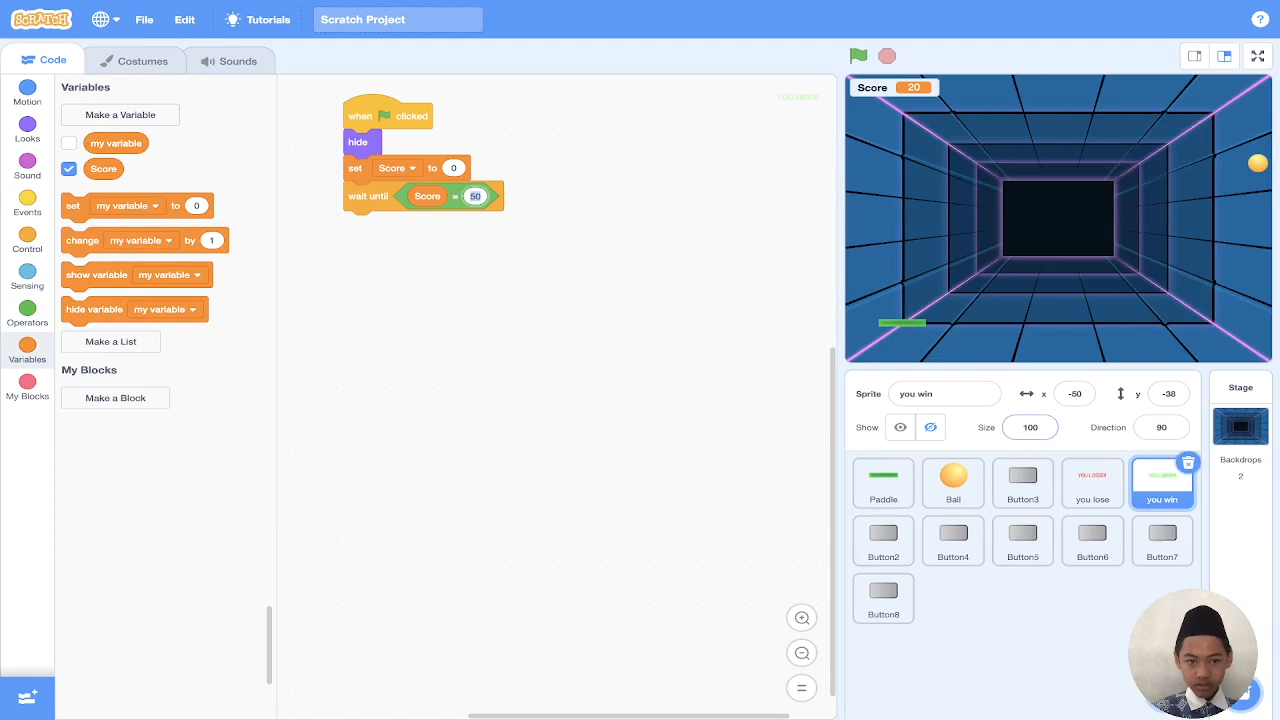 SCRATCH File Edit Tutorials Scratch Project ?
Code Costumes Sounds
Motion
Looks
Sound
Events
Control
Sensing
Operators
Variables
My Blocks
Variables
Make a Variable
my variable
Score
set my variable to 0
change my variable by 1
show variable my variable
hide variable my variable
Make a List
My Blocks
Make a Block
when clicked
hide
set Score to 0
wait until Score = 50
Score 20
Sprite you win x -50 y -38
Show Size 100 Direction 90
Paddle Ball Button3 you lose you win
Button2 Button4 Button5 Button6 Button7
Button8
Stage
Backdrops
2